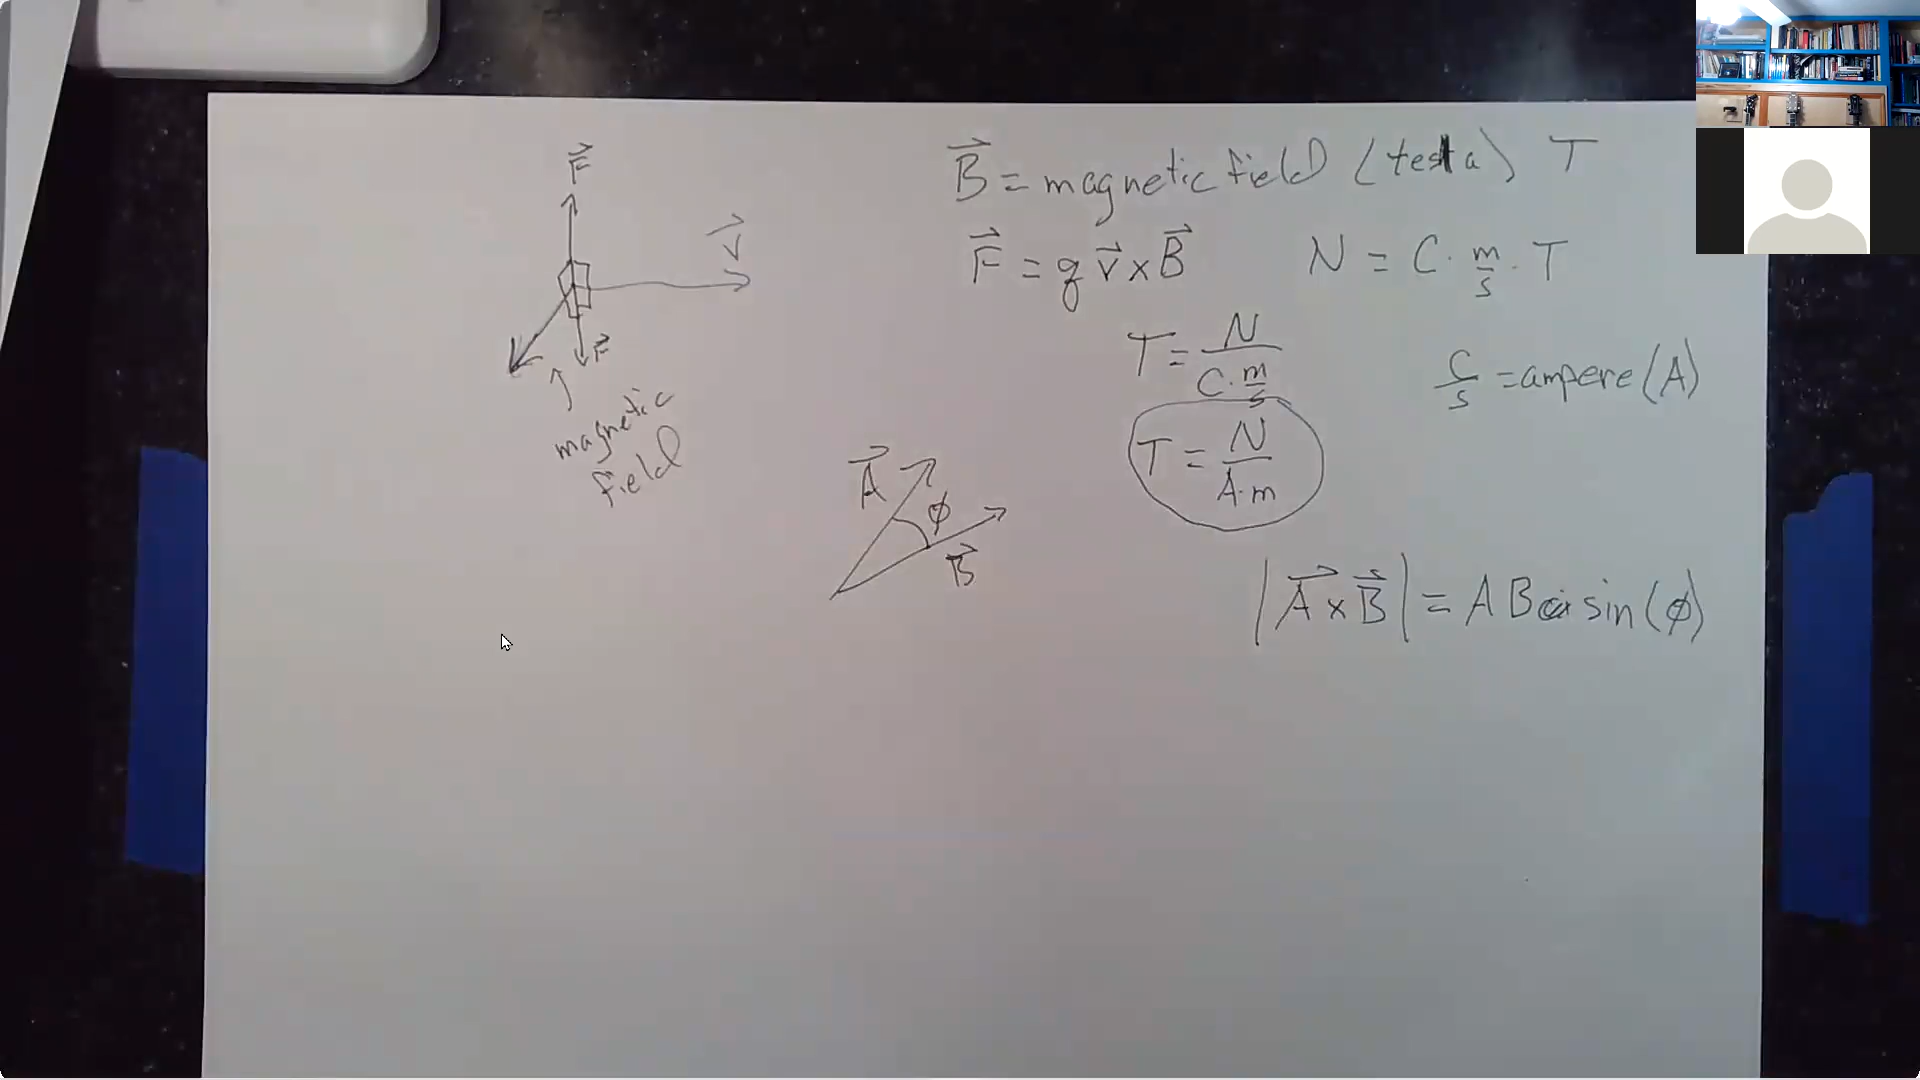 F⃗
v⃗
F⃗
magnetic
field
B⃗ = magnetic field (tesla) T
F⃗ = q v⃗ × B⃗
N = C · m/s · T
T = N / (C · m/s)
C/s = ampere (A)
T = N / (A·m)
A⃗
ϕ
B⃗
|A⃗ × B⃗| = A B sin(ϕ)